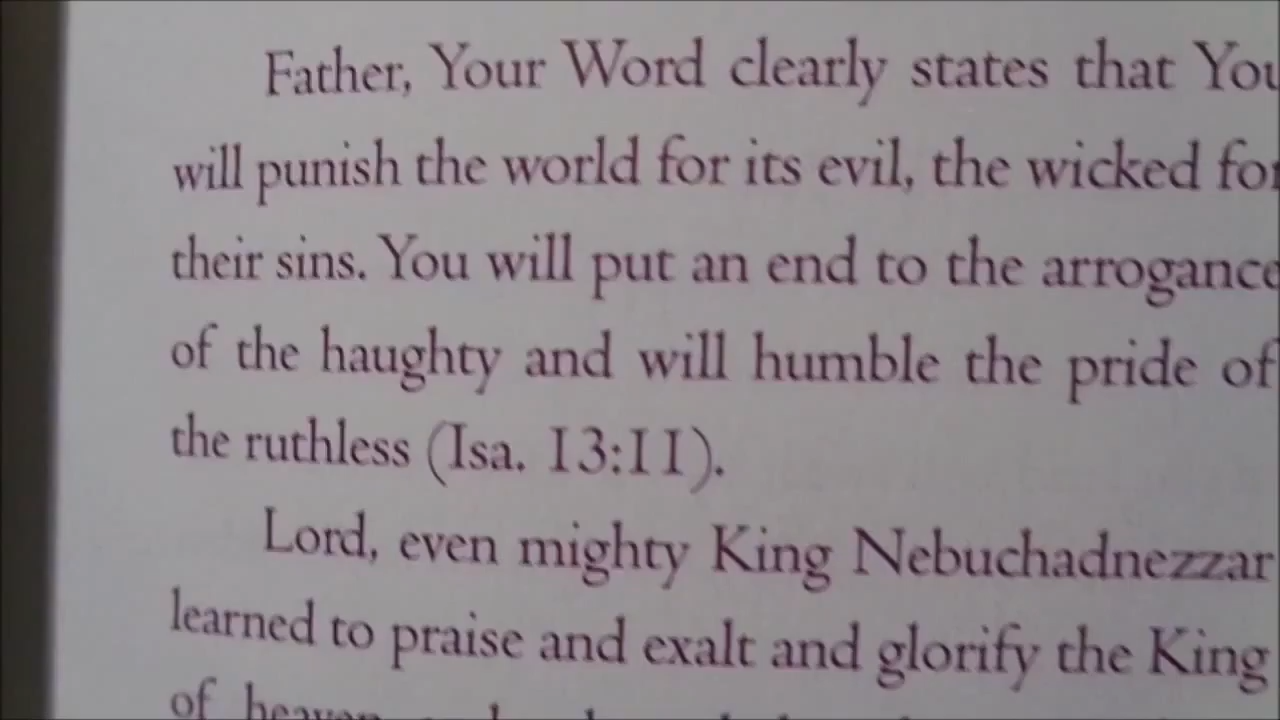 Father, Your Word clearly states that You
will punish the world for its evil, the wicked for
their sins. You will put an end to the arrogance
of the haughty and will humble the pride of
the ruthless (Isa. 13:11).
Lord, even mighty King Nebuchadnezzar
learned to praise and exalt and glorify the King
of heaven